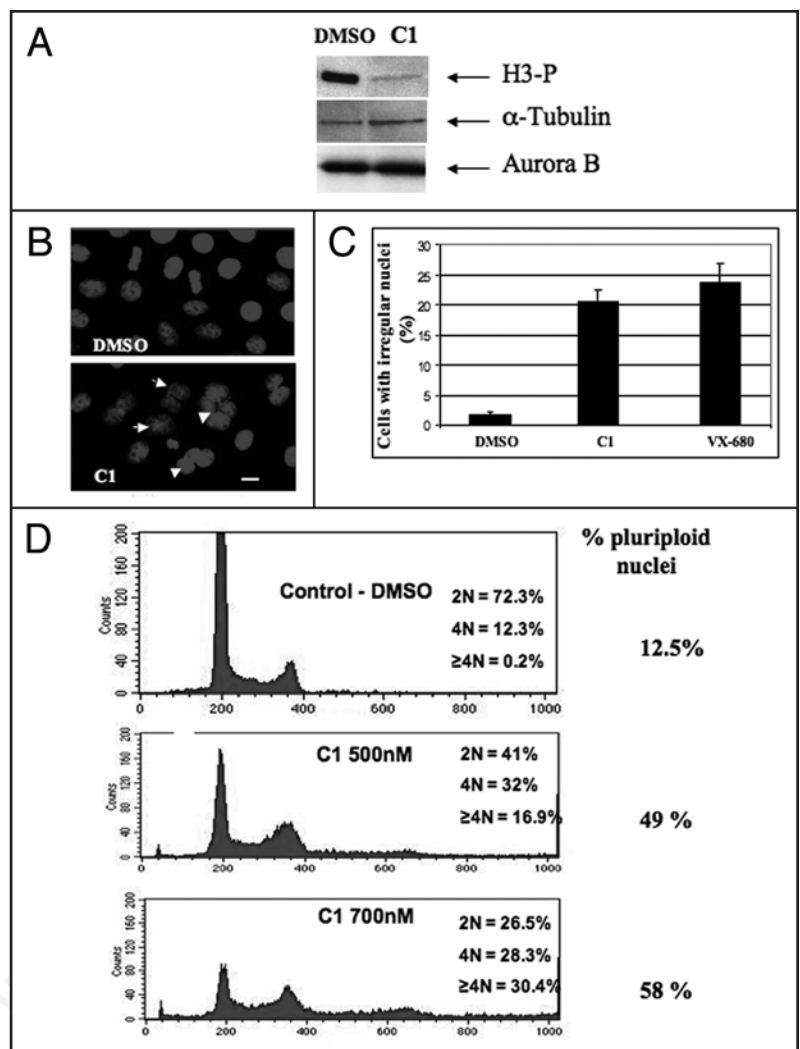 A
DMSO C1
H3-P
α-Tubulin
Aurora B
B
DMSO
C1
C
Cells with irregular nuclei
(%)
30
25
20
15
10
5
0
DMSO C1 VX-680
D
% pluriploid
nuclei
Counts
200
160
120
80
40
0
Control - DMSO
2N = 72.3%
4N = 12.3%
≥4N = 0.2%
12.5%
0 200 400 600 800 1000
Counts
200
160
120
80
40
0
C1 500nM
2N = 41%
4N = 32%
≥4N = 16.9%
49 %
0 200 400 600 800 1000
Counts
200
160
120
80
40
0
C1 700nM
2N = 26.5%
4N = 28.3%
≥4N = 30.4%
58 %
0 200 400 600 800 1000